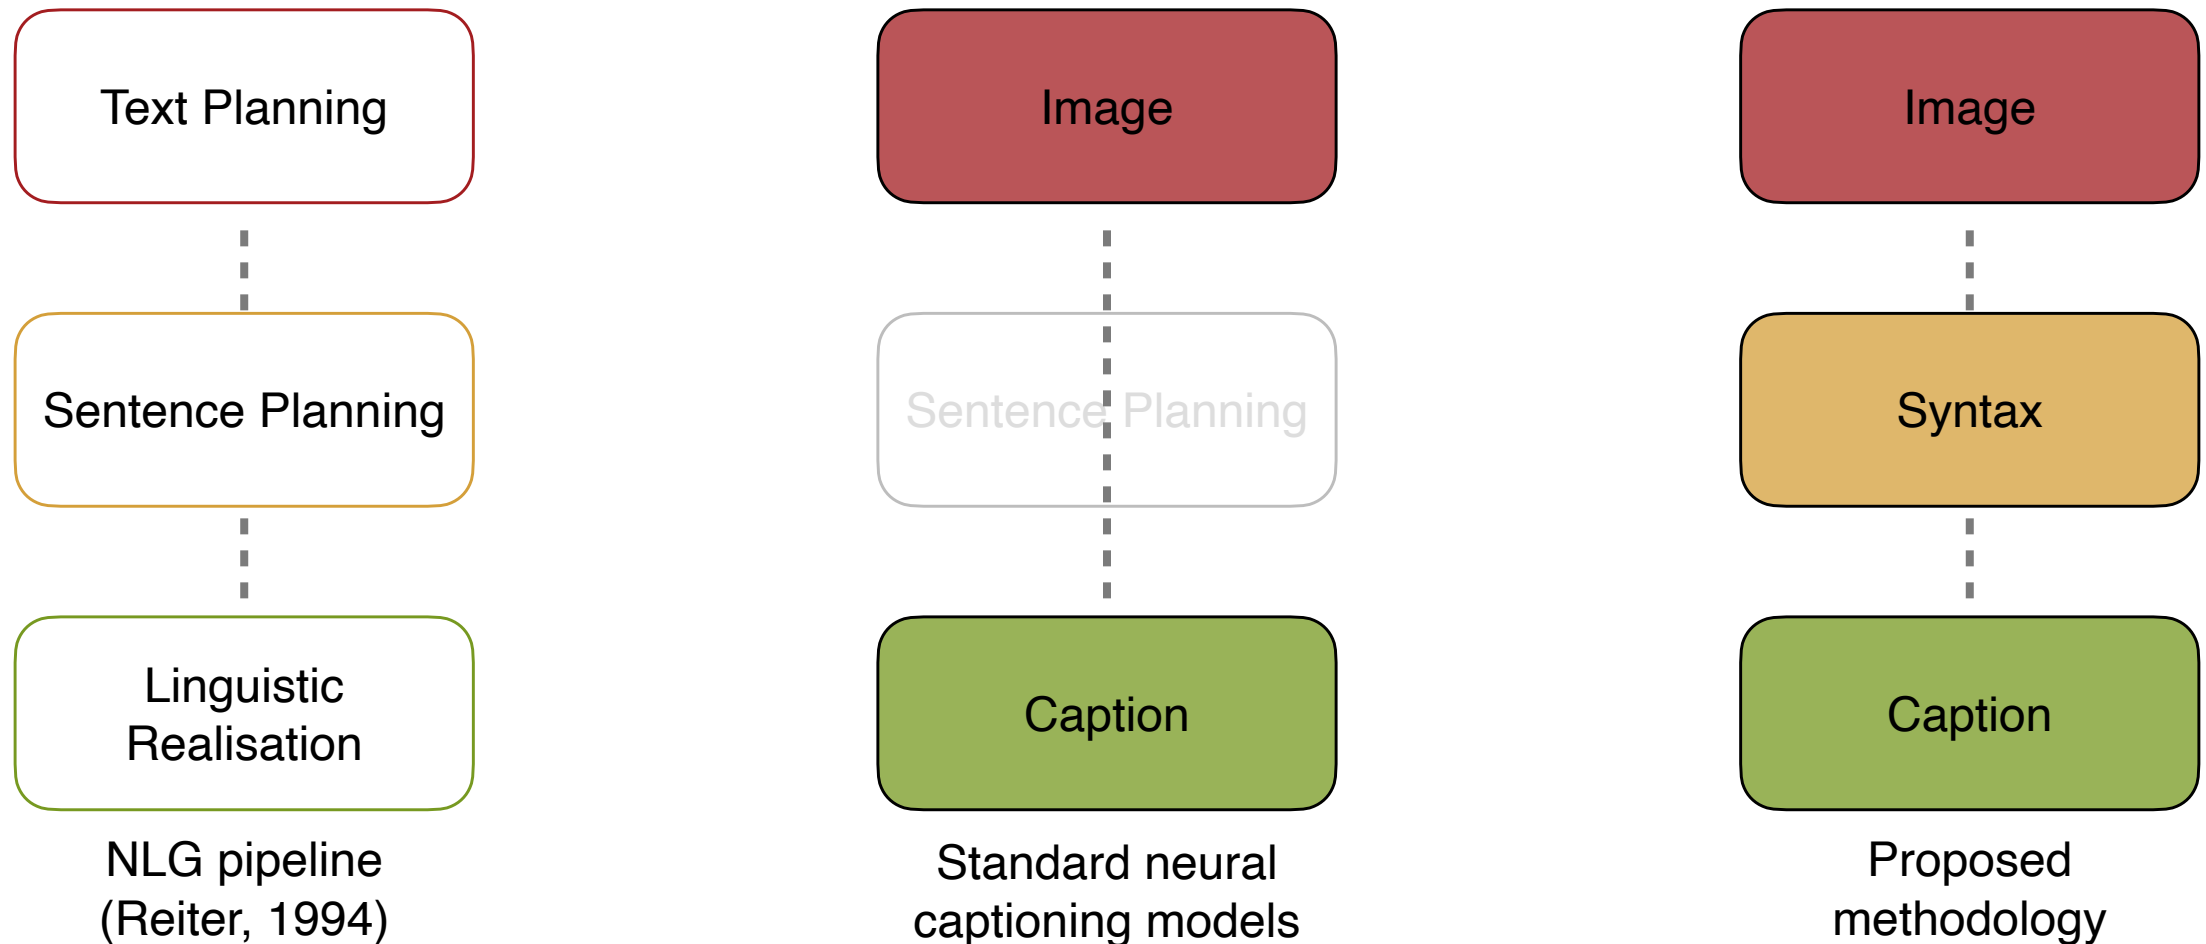 Text Planning
Sentence Planning
Linguistic
Realisation
NLG pipeline
(Reiter, 1994)
Image
Sentence Planning
Caption
Standard neural
captioning models
Image
Syntax
Caption
Proposed
methodology